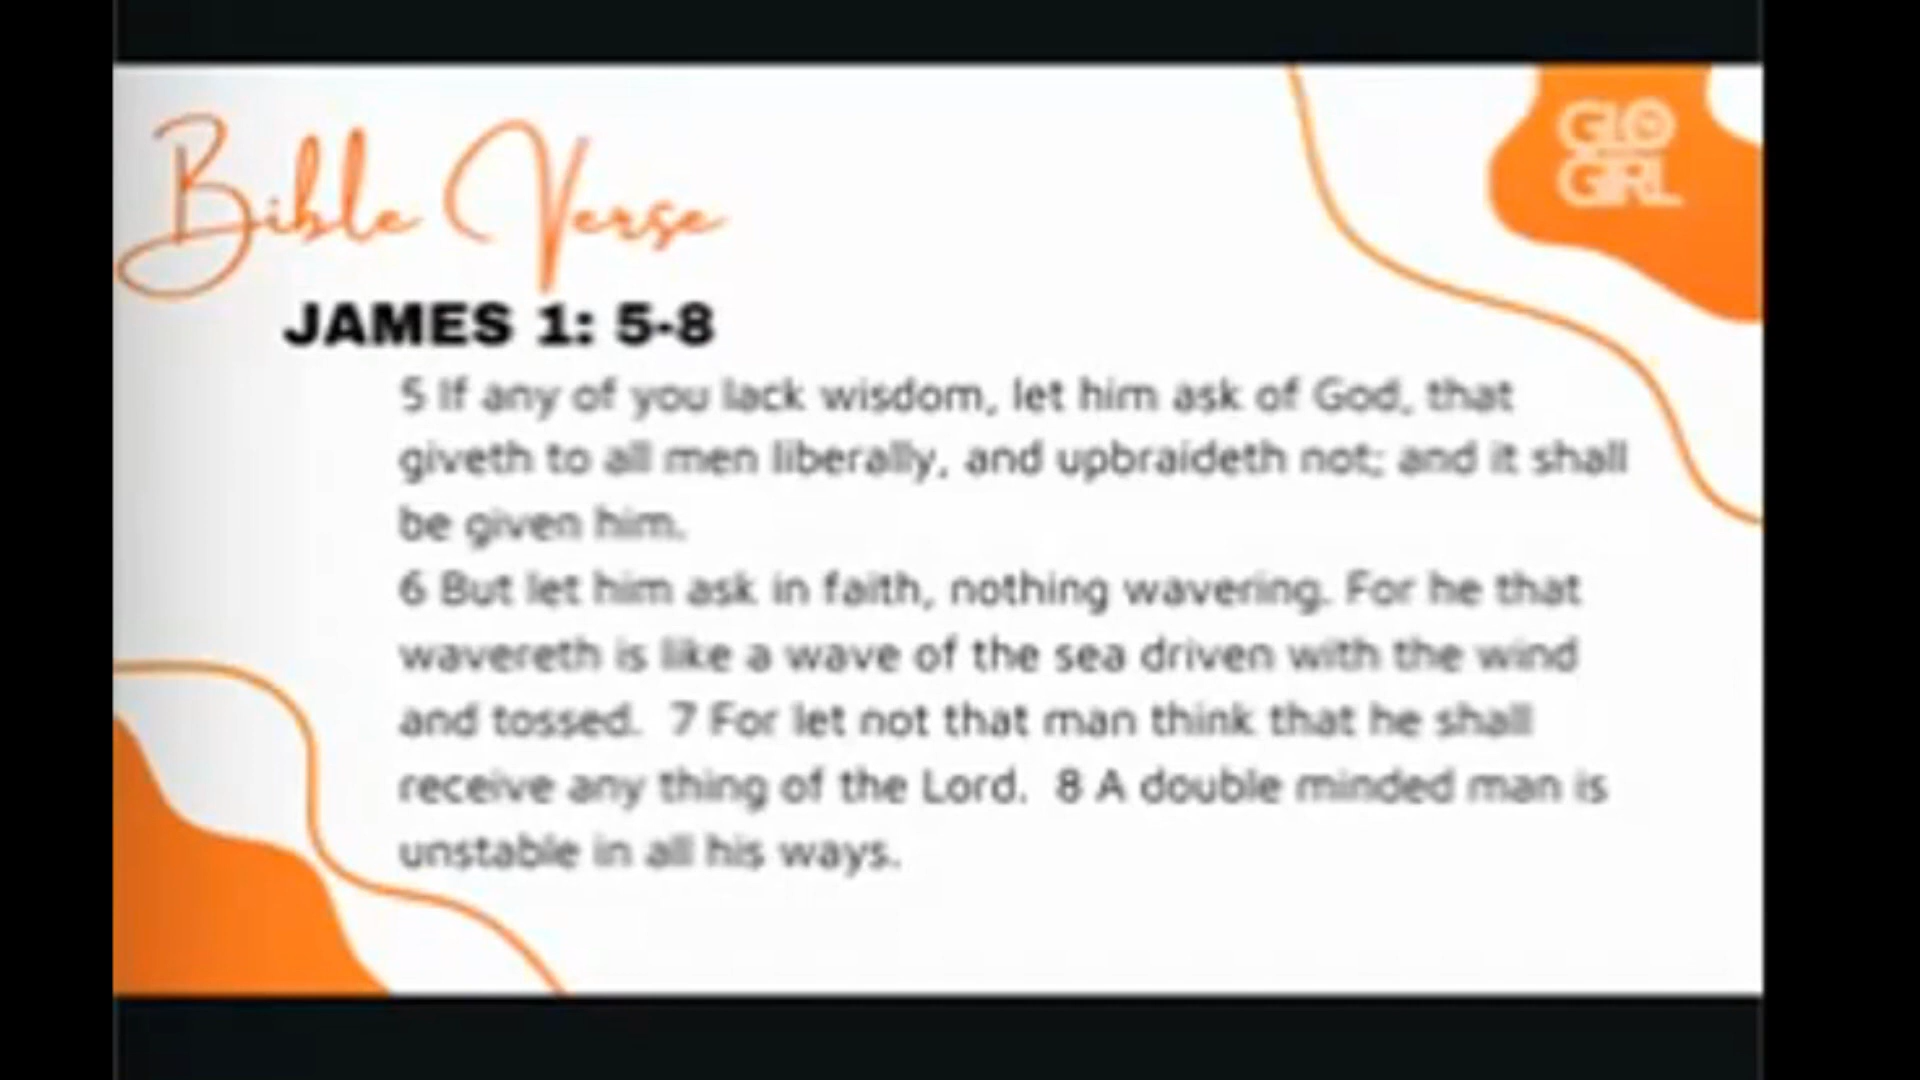 Bible Verse
GLO
GIRL
JAMES 1: 5-8
5 If any of you lack wisdom, let him ask of God, that
giveth to all men liberally, and upbraideth not; and it shall
be given him.
6 But let him ask in faith, nothing wavering. For he that
wavereth is like a wave of the sea driven with the wind
and tossed.  7 For let not that man think that he shall
receive any thing of the Lord.  8 A double minded man is
unstable in all his ways.